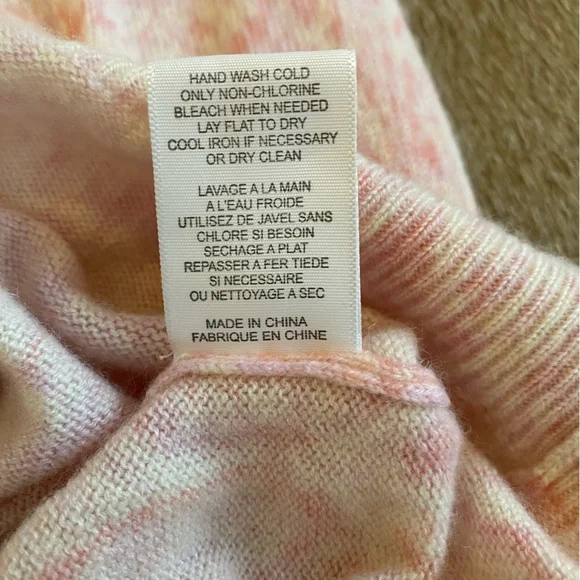 HAND WASH COLD
ONLY NON-CHLORINE
BLEACH WHEN NEEDED
LAY FLAT TO DRY
COOL IRON IF NECESSARY
OR DRY CLEAN
LAVAGE A LA MAIN
A L'EAU FROIDE
UTILISEZ DE JAVEL SANS
CHLORE SI BESOIN
SECHAGE A PLAT
REPASSER A FER TIEDE
SI NECESSAIRE
OU NETTOYAGE A SEC
MADE IN CHINA
FABRIQUE EN CHINE